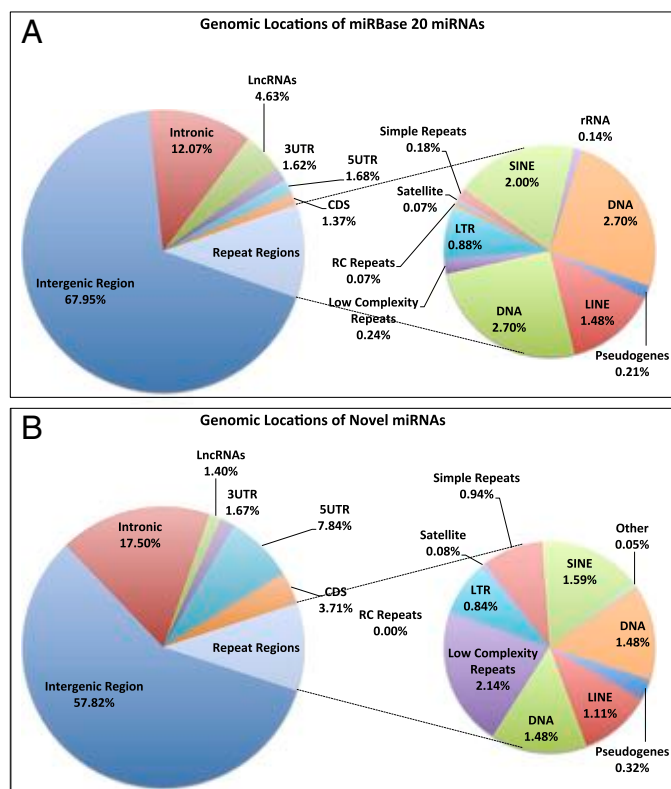 A
Genomic Locations of miRBase 20 miRNAs
LncRNAs
4.63%
Intronic
12.07%
3UTR
1.62%
5UTR
1.68%
CDS
1.37%
Repeat Regions
Intergenic Region
67.95%
Simple Repeats
0.18%
Satellite
0.07%
RC Repeats
0.07%
Low Complexity
Repeats
0.24%
LTR
0.88%
SINE
2.00%
rRNA
0.14%
DNA
2.70%
LINE
1.48%
DNA
2.70%
Pseudogenes
0.21%
B
Genomic Locations of Novel miRNAs
LncRNAs
1.40%
3UTR
1.67%
Intronic
17.50%
5UTR
7.84%
CDS
3.71%
Repeat Regions
Intergenic Region
57.82%
Simple Repeats
0.94%
Satellite
0.08%
RC Repeats
0.00%
LTR
0.84%
Low Complexity
Repeats
2.14%
SINE
1.59%
Other
0.05%
DNA
1.48%
LINE
1.11%
DNA
1.48%
Pseudogenes
0.32%